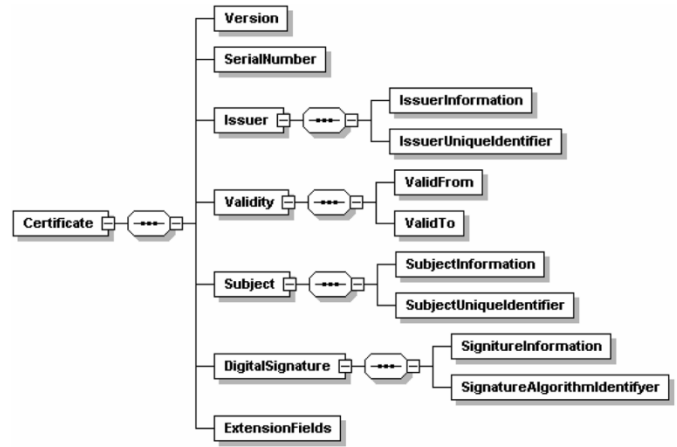 Version
SerialNumber
IssuerInformation
Issuer
IssuerUniqueIdentifier
ValidFrom
Validity
Certificate
ValidTo
SubjectInformation
Subject
SubjectUniqueIdentifier
SignitureInformation
DigitalSignature
SignatureAlgorithmIdentifyer
ExtensionFields